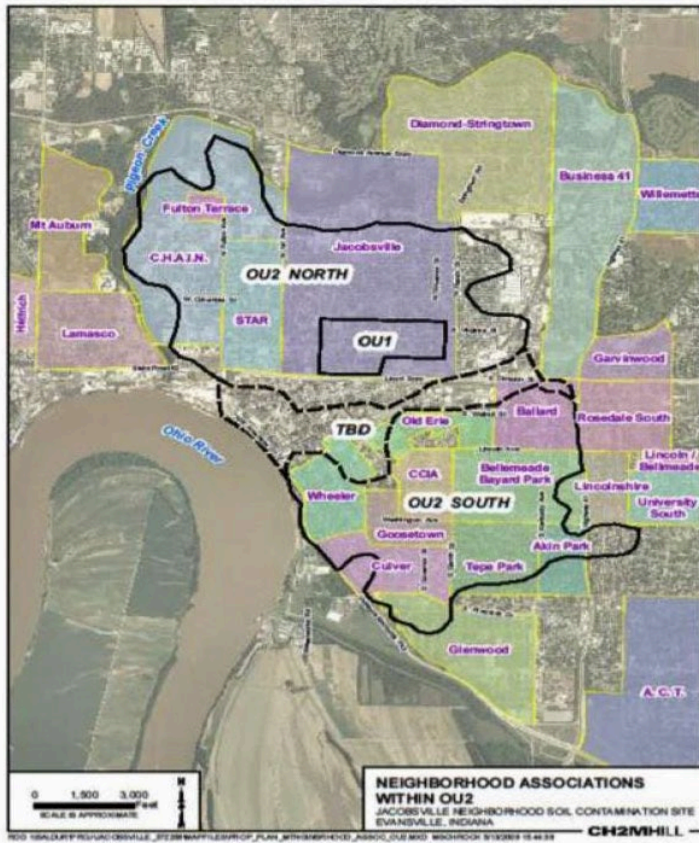 Diamond-Stringtown
Pigeon Creek
Business 41
Willemette
Fulton Terrace
Mt Auburn
C.H.A.I.N.
Jacobsville
OU2 NORTH
STAR
OU1
Lamasco
Garvinwood
Ballard
Rosedale South
Old Erie
TBD
Ohio River
CCIA
Bellemeade
Bayard Park
Lincoln /
Lincolnshire
University
South
Wheeler
OU2 SOUTH
Washington Ave
Goosetown
Akin Park
Culver
Tepe Park
Glenwood
A.C.T.
0 1,500 3,000
Feet
SCALE IS APPROXIMATE
N
NEIGHBORHOOD ASSOCIATIONS
WITHIN OU2
JACOBSVILLE NEIGHBORHOOD SOIL CONTAMINATION SITE
EVANSVILLE, INDIANA
CH2MHILL